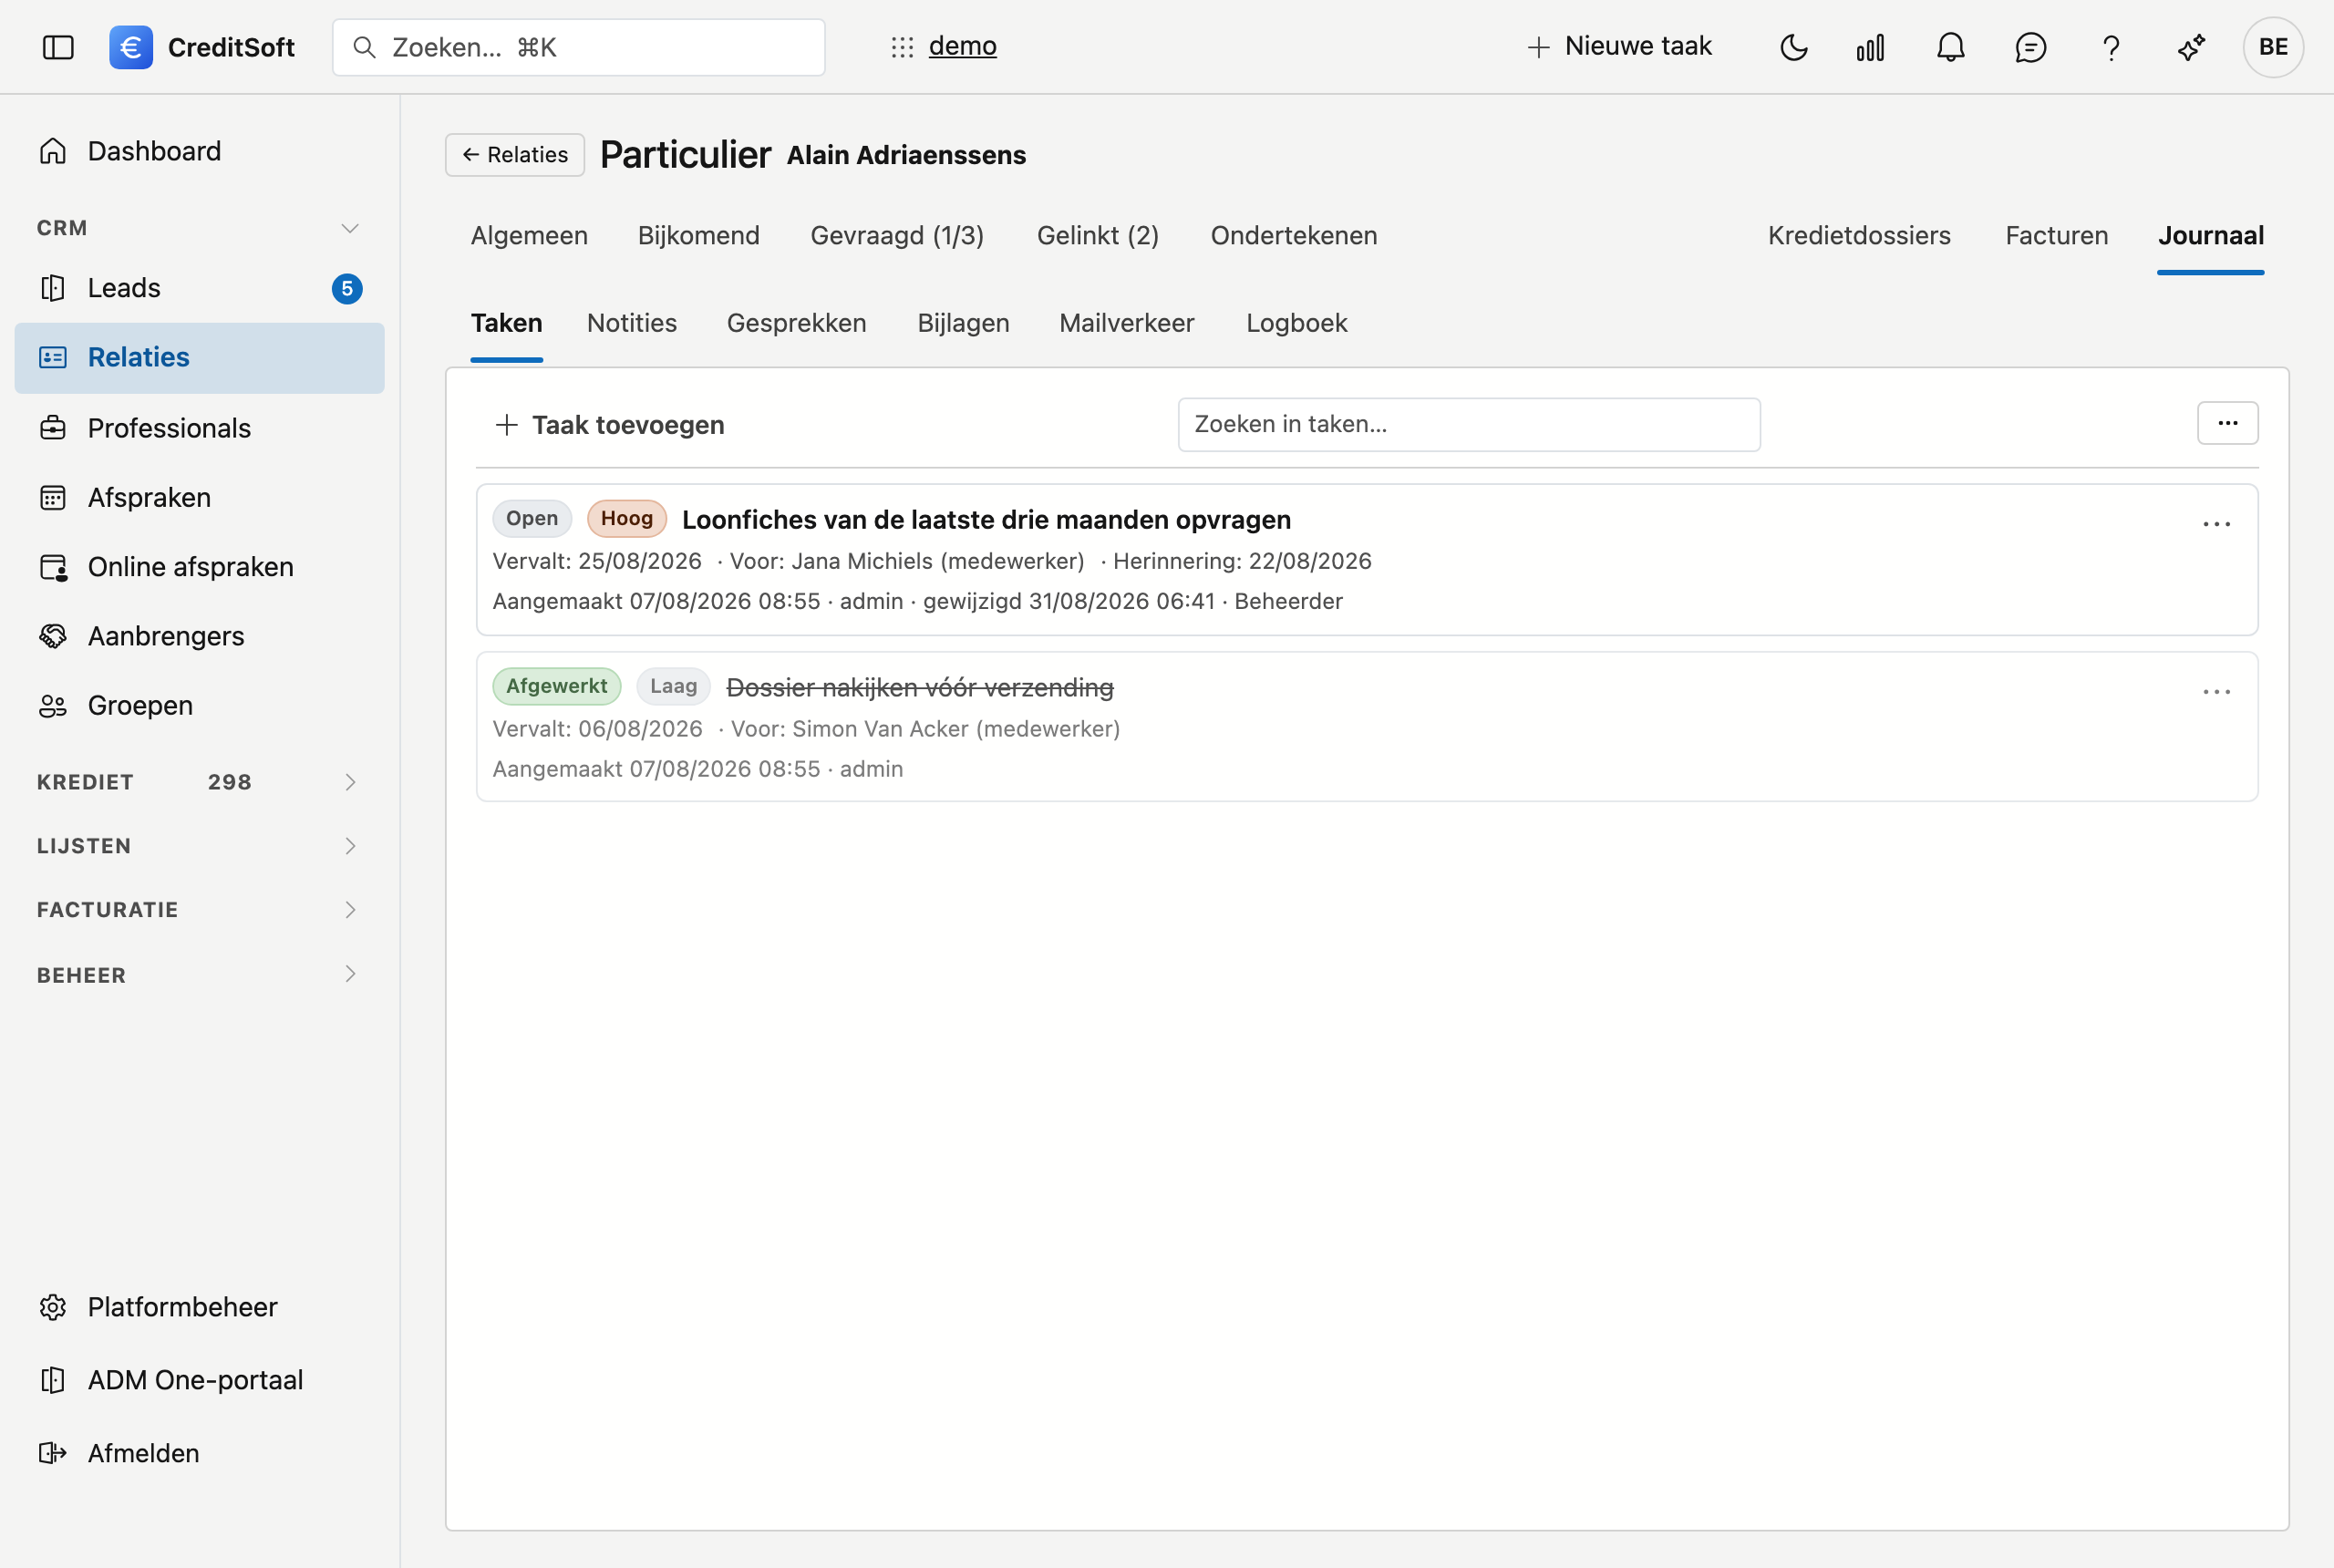 CreditSoft
Zoeken... ⌘K
demo
Nieuwe taak
BE
Dashboard
CRM
Leads 5
Relaties
Professionals
Afspraken
Online afspraken
Aanbrengers
Groepen
KREDIET 298
LIJSTEN
FACTURATIE
BEHEER
Platformbeheer
ADM One-portaal
Afmelden
← Relaties Particulier Alain Adriaenssens
Algemeen Bijkomend Gevraagd (1/3) Gelinkt (2) Ondertekenen Kredietdossiers Facturen Journaal
Taken Notities Gesprekken Bijlagen Mailverkeer Logboek
Taak toevoegen Zoeken in taken...
Open Hoog Loonfiches van de laatste drie maanden opvragen
Vervalt: 25/08/2026 · Voor: Jana Michiels (medewerker) · Herinnering: 22/08/2026
Aangemaakt 07/08/2026 08:55 · admin · gewijzigd 31/08/2026 06:41 · Beheerder
Afgewerkt Laag Dossier nakijken vóór verzending
Vervalt: 06/08/2026 · Voor: Simon Van Acker (medewerker)
Aangemaakt 07/08/2026 08:55 · admin